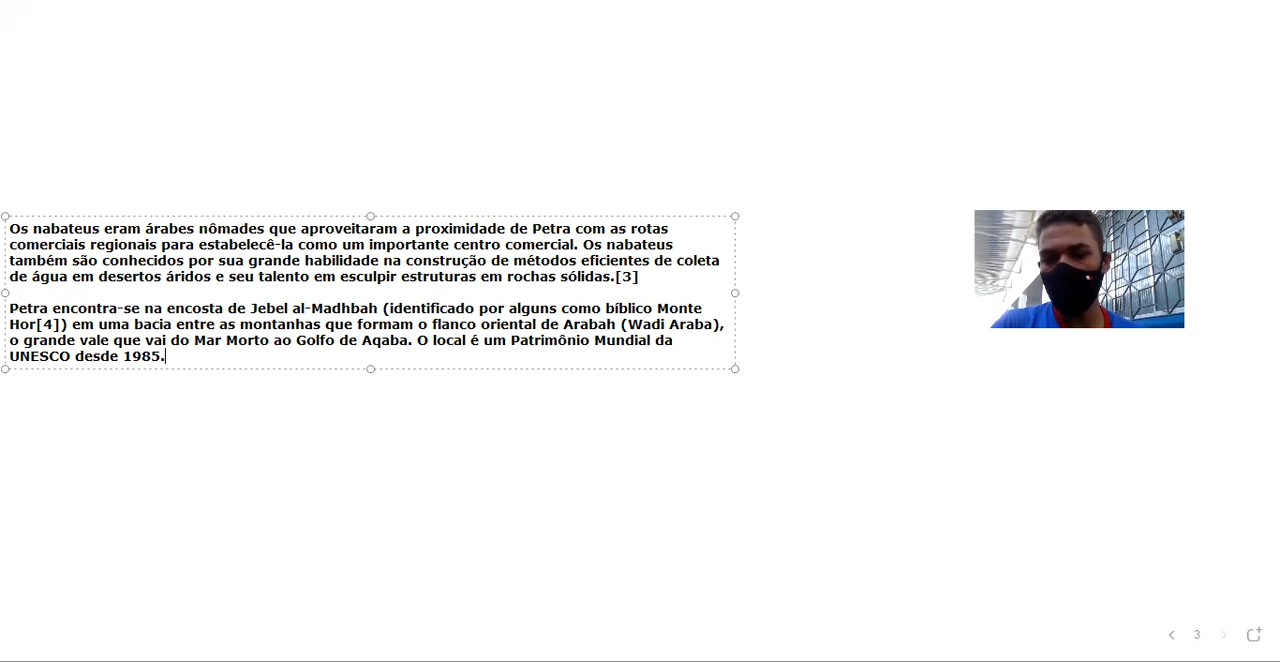 Os nabateus eram árabes nômades que aproveitaram a proximidade de Petra com as rotas
comerciais regionais para estabelecê-la como um importante centro comercial. Os nabateus
também são conhecidos por sua grande habilidade na construção de métodos eficientes de coleta
de água em desertos áridos e seu talento em esculpir estruturas em rochas sólidas.[3]
Petra encontra-se na encosta de Jebel al-Madhbah (identificado por alguns como bíblico Monte
Hor[4]) em uma bacia entre as montanhas que formam o flanco oriental de Arabah (Wadi Araba),
o grande vale que vai do Mar Morto ao Golfo de Aqaba. O local é um Patrimônio Mundial da
UNESCO desde 1985.
3